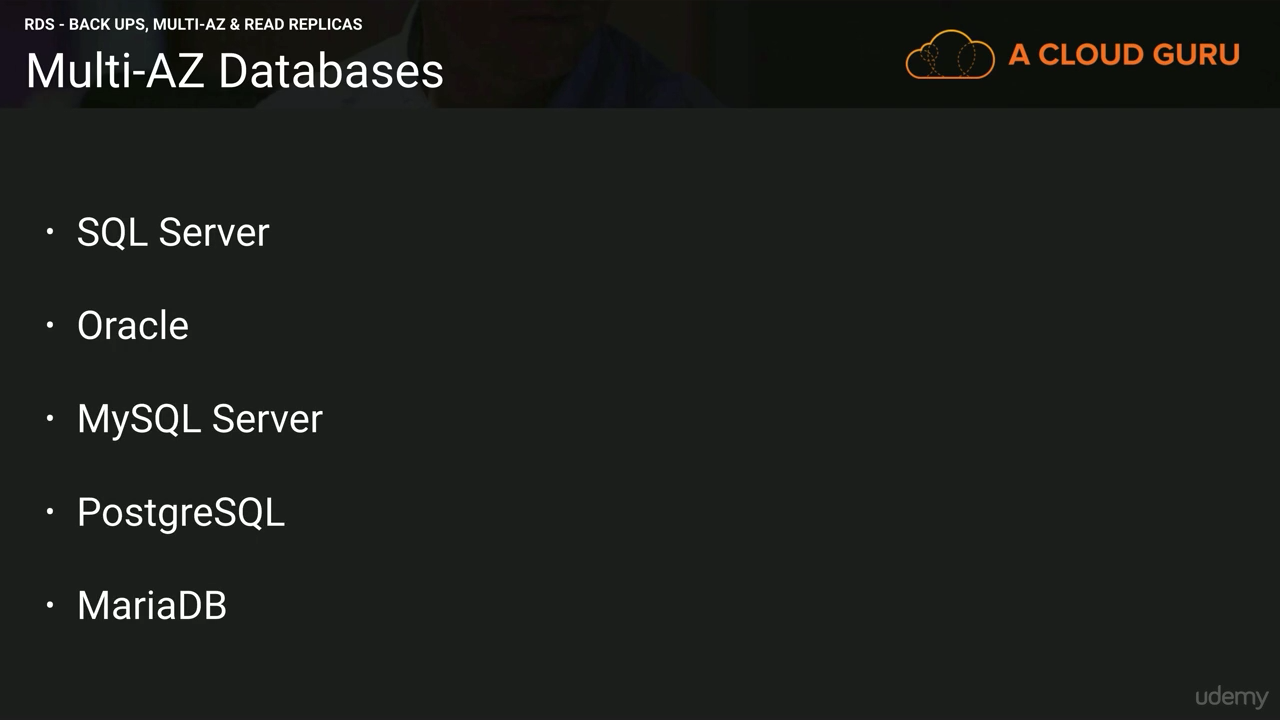 RDS - BACK UPS, MULTI-AZ & READ REPLICAS
Multi-AZ Databases
A CLOUD GURU
• SQL Server
• Oracle
• MySQL Server
• PostgreSQL
• MariaDB
udemy